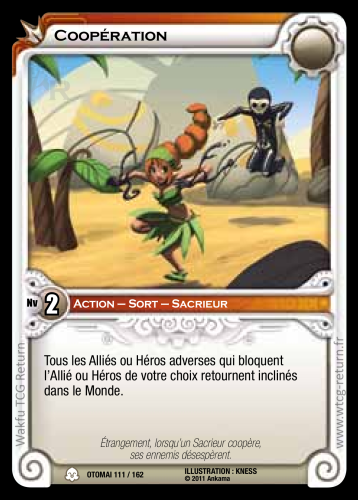 COOPÉRATION
Nv 2 ACTION – SORT – SACRIEUR
Tous les Alliés ou Héros adverses qui bloquent
l'Allié ou Héros de votre choix retournent inclinés
dans le Monde.
Étrangement, lorsqu'un Sacrieur coopère,
ses ennemis désespèrent.
OTOMAI 111 / 162
ILLUSTRATION : KNESS
© 2011 Ankama
Wakfu TCG Return
www.wtcg-return.fr